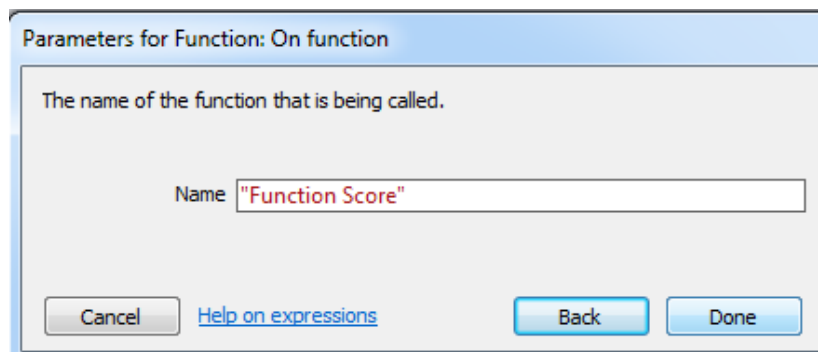 Parameters for Function: On function
The name of the function that is being called.
Name "Function Score"
Cancel Help on expressions Back Done